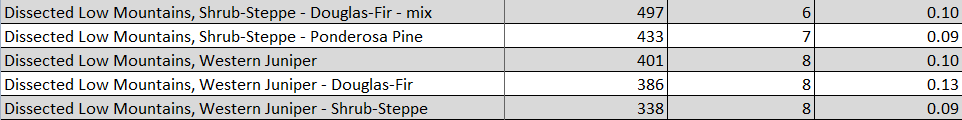 Dissected Low Mountains, Shrub-Steppe - Douglas-Fir - mix 497 6 0.10
Dissected Low Mountains, Shrub-Steppe - Ponderosa Pine 433 7 0.09
Dissected Low Mountains, Western Juniper 401 8 0.10
Dissected Low Mountains, Western Juniper - Douglas-Fir 386 8 0.13
Dissected Low Mountains, Western Juniper - Shrub-Steppe 338 8 0.09